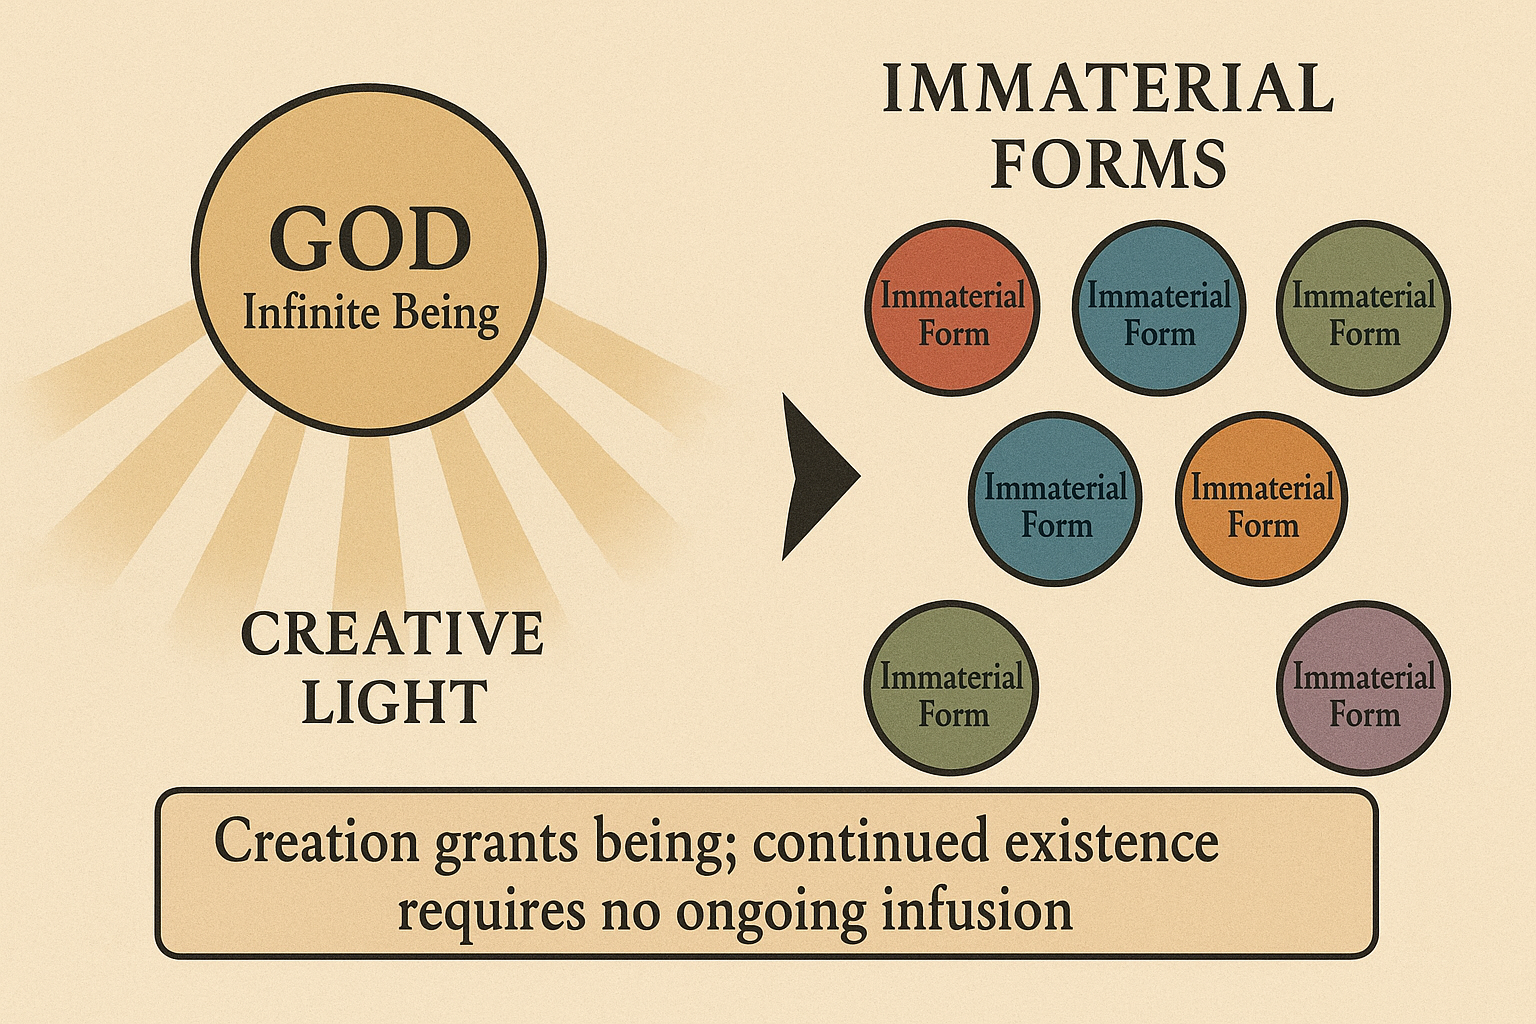 GOD
Infinite Being
CREATIVE
LIGHT
IMMATERIAL
FORMS
Immaterial
Form
Immaterial
Form
Immaterial
Form
Immaterial
Form
Immaterial
Form
Immaterial
Form
Immaterial
Form
Creation grants being; continued existence
requires no ongoing infusion